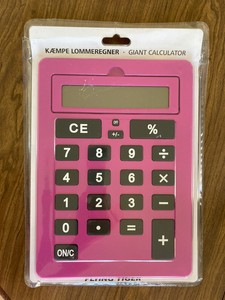 KÆMPE LOMMEREGNER · GIANT CALCULATOR
CE +/- %
7 8 9 ÷
4 5 6 ×
1 2 3 −
0 • = +
ON/C
FLYING TIGER